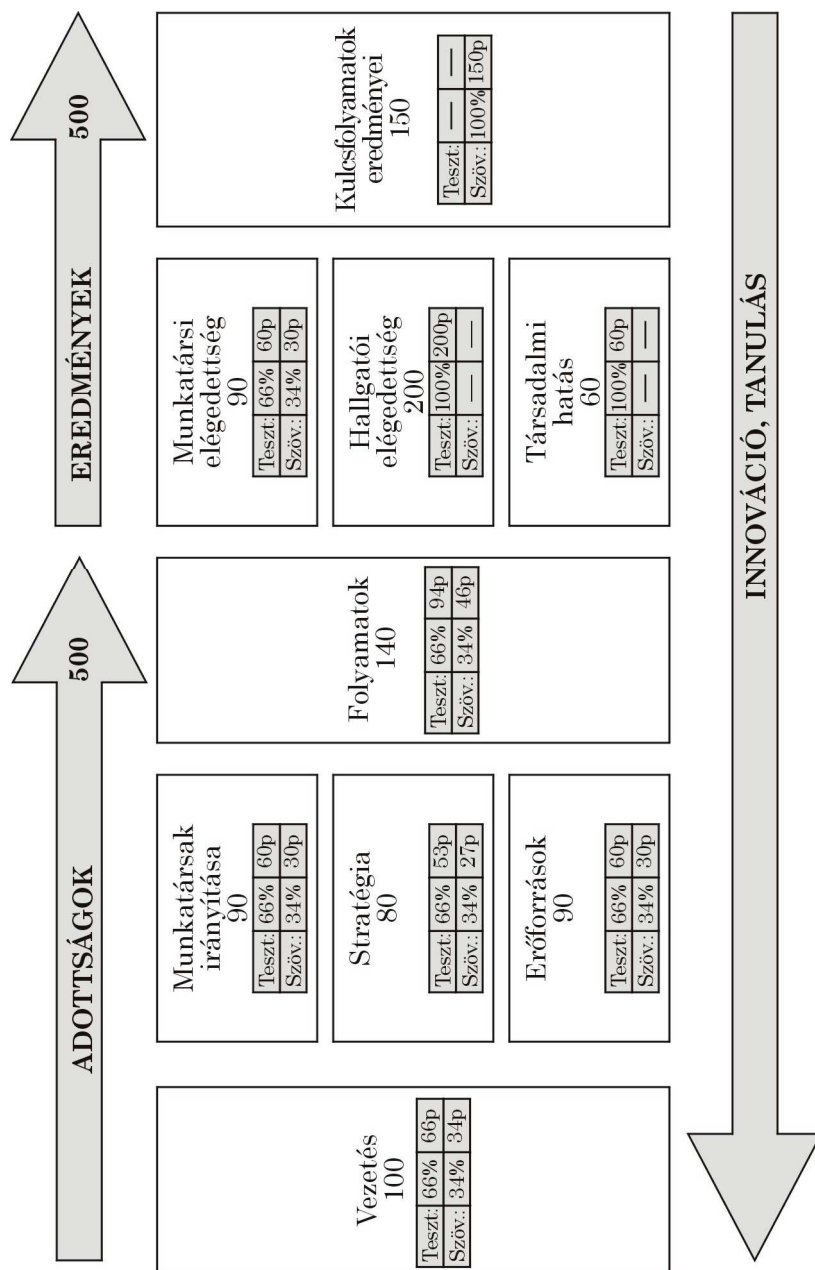 ADOTTSÁGOK
500
EREDMÉNYEK
500
Vezetés
100
Teszt: 66% 66p
Szöv.: 34% 34p
Munkatársak
irányítása
90
Teszt: 66% 60p
Szöv.: 34% 30p
Stratégia
80
Teszt: 66% 53p
Szöv.: 34% 27p
Erőforrások
90
Teszt: 66% 60p
Szöv.: 34% 30p
Folyamatok
140
Teszt: 66% 94p
Szöv.: 34% 46p
Munkatársi
elégedettség
90
Teszt: 66% 60p
Szöv.: 34% 30p
Hallgatói
elégedettség
200
Teszt: 100% 200p
Szöv.: — —
Társadalmi
hatás
60
Teszt: 100% 60p
Szöv.: — —
Kulcsfolyamatok
eredményei
150
Teszt: — —
Szöv.: 100% 150p
INNOVÁCIÓ, TANULÁS